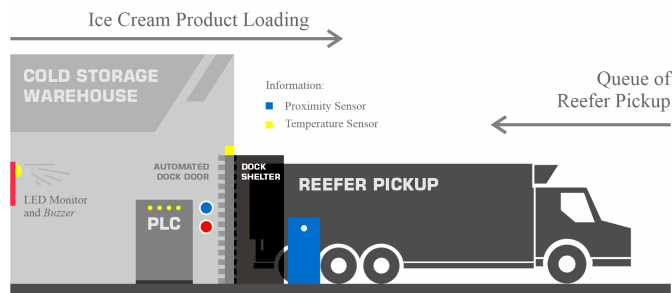 Ice Cream Product Loading
COLD STORAGE
WAREHOUSE
Information:
Proximity Sensor
Temperature Sensor
Queue of
Reefer Pickup
AUTOMATED
DOCK DOOR
DOCK
SHELTER
REEFER PICKUP
LED Monitor
and Buzzer
PLC